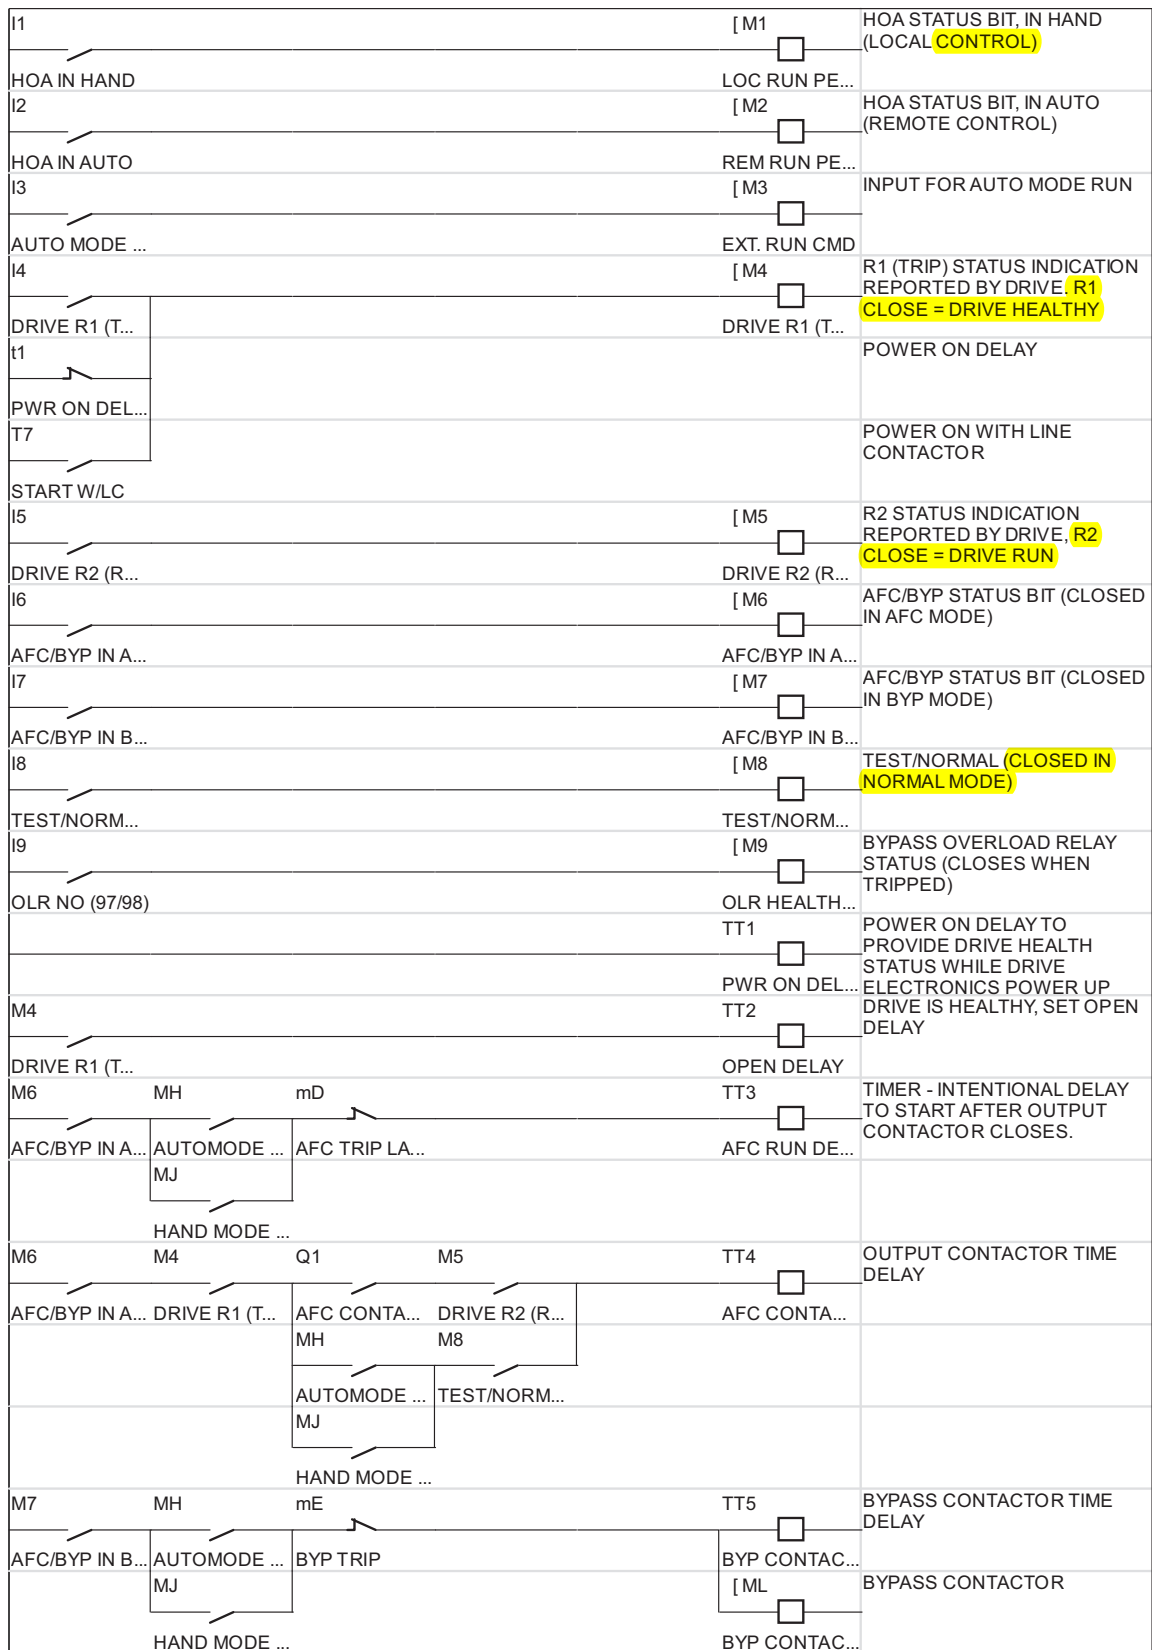 I1 [ M1 HOA STATUS BIT, IN HAND
(LOCAL CONTROL)
HOA IN HAND LOC RUN PE...
I2 [ M2 HOA STATUS BIT, IN AUTO
(REMOTE CONTROL)
HOA IN AUTO REM RUN PE...
I3 [ M3 INPUT FOR AUTO MODE RUN
AUTO MODE ... EXT. RUN CMD
I4 [ M4 R1 (TRIP) STATUS INDICATION
REPORTED BY DRIVE. R1
CLOSE = DRIVE HEALTHY
DRIVE R1 (T... DRIVE R1 (T...
t1 POWER ON DELAY
PWR ON DEL...
T7 POWER ON WITH LINE
CONTACTOR
START W/LC
I5 [ M5 R2 STATUS INDICATION
REPORTED BY DRIVE, R2
CLOSE = DRIVE RUN
DRIVE R2 (R... DRIVE R2 (R...
I6 [ M6 AFC/BYP STATUS BIT (CLOSED
IN AFC MODE)
AFC/BYP IN A... AFC/BYP IN A...
I7 [ M7 AFC/BYP STATUS BIT (CLOSED
IN BYP MODE)
AFC/BYP IN B... AFC/BYP IN B...
I8 [ M8 TEST/NORMAL (CLOSED IN
NORMAL MODE)
TEST/NORM... TEST/NORM...
I9 [ M9 BYPASS OVERLOAD RELAY
STATUS (CLOSES WHEN
TRIPPED)
OLR NO (97/98) OLR HEALTH...
TT1 POWER ON DELAY TO
PROVIDE DRIVE HEALTH
STATUS WHILE DRIVE
PWR ON DEL... ELECTRONICS POWER UP
M4 TT2 DRIVE IS HEALTHY, SET OPEN
DELAY
DRIVE R1 (T... OPEN DELAY
M6 MH mD TT3 TIMER - INTENTIONAL DELAY
TO START AFTER OUTPUT
CONTACTOR CLOSES.
AFC/BYP IN A... AUTOMODE ... AFC TRIP LA... AFC RUN DE...
MJ
HAND MODE ...
M6 M4 Q1 M5 TT4 OUTPUT CONTACTOR TIME
DELAY
AFC/BYP IN A... DRIVE R1 (T... AFC CONTA... DRIVE R2 (R... AFC CONTA...
MH M8
AUTOMODE ... TEST/NORM...
MJ
HAND MODE ...
M7 MH mE TT5 BYPASS CONTACTOR TIME
DELAY
AFC/BYP IN B... AUTOMODE ... BYP TRIP BYP CONTAC...
MJ [ ML BYPASS CONTACTOR
HAND MODE ... BYP CONTAC...